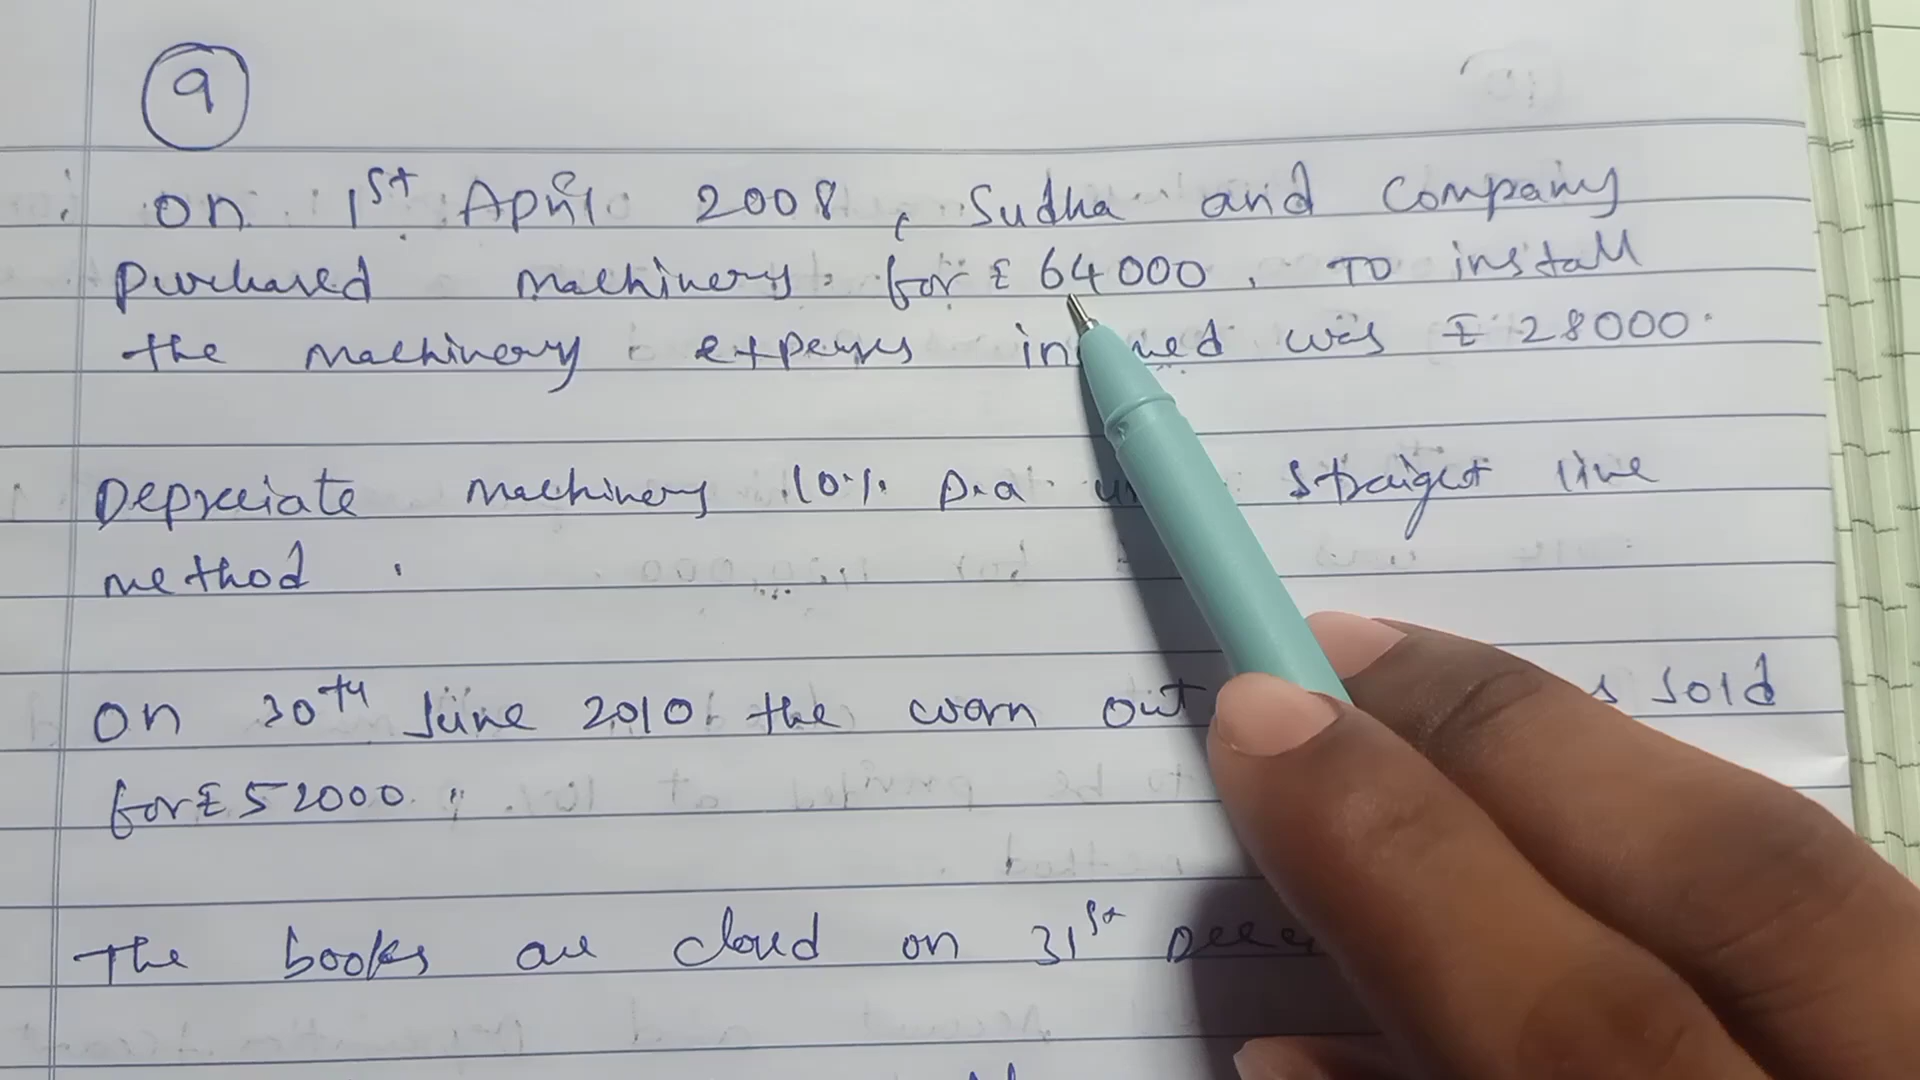 9
On 1st April 2008, Sudha and Company
Purchased machinery for ₹ 64000. To install
the machinery expenses was ₹ 28000.
Depreciate machinery 10% p.a straight line
method.
On 30th June 2010 the worn out sold
for ₹ 52000.
The books are closed on 31st